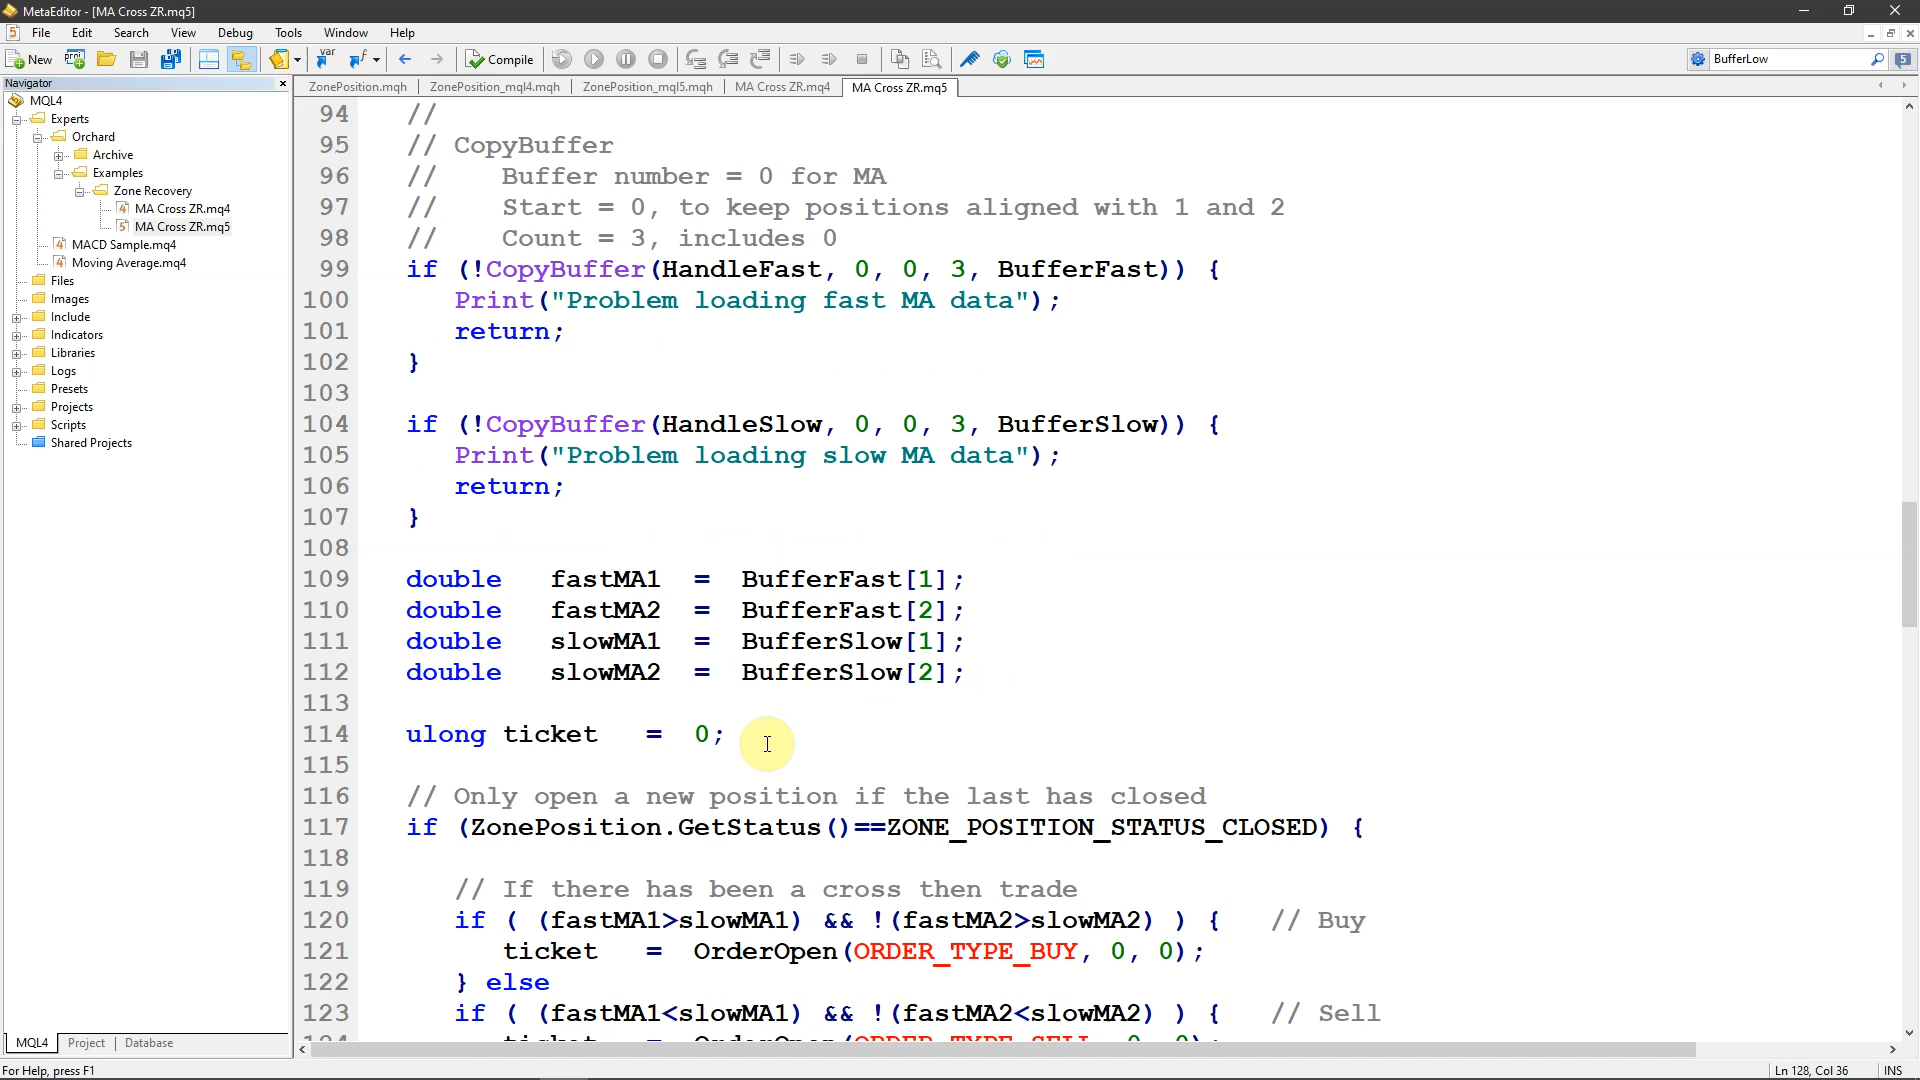 MetaEditor - [MA Cross ZR.mq5]
File Edit Search View Debug Tools Window Help
New Compile BufferLow 5
Navigator
ZonePosition.mqh ZonePosition_mql4.mqh ZonePosition_mql5.mqh MA Cross ZR.mq4 MA Cross ZR.mq5
MQL4
Experts
Orchard
Archive
Examples
Zone Recovery
MA Cross ZR.mq4
MA Cross ZR.mq5
MACD Sample.mq4
Moving Average.mq4
Files
Images
Include
Indicators
Libraries
Logs
Presets
Projects
Scripts
Shared Projects
94 //
95 // CopyBuffer
96 // Buffer number = 0 for MA
97 // Start = 0, to keep positions aligned with 1 and 2
98 // Count = 3, includes 0
99 if (!CopyBuffer(HandleFast, 0, 0, 3, BufferFast)) {
100 Print("Problem loading fast MA data");
101 return;
102 }
103
104 if (!CopyBuffer(HandleSlow, 0, 0, 3, BufferSlow)) {
105 Print("Problem loading slow MA data");
106 return;
107 }
108
109 double fastMA1 = BufferFast[1];
110 double fastMA2 = BufferFast[2];
111 double slowMA1 = BufferSlow[1];
112 double slowMA2 = BufferSlow[2];
113
114 ulong ticket = 0;
115
116 // Only open a new position if the last has closed
117 if (ZonePosition.GetStatus()==ZONE_POSITION_STATUS_CLOSED) {
118
119 // If there has been a cross then trade
120 if ( (fastMA1>slowMA1) && !(fastMA2>slowMA2) ) { // Buy
121 ticket = OrderOpen(ORDER_TYPE_BUY, 0, 0);
122 } else
123 if ( (fastMA1<slowMA1) && !(fastMA2<slowMA2) ) { // Sell
124 ticket = OrderOpen(ORDER_TYPE_SELL, 0, 0);
MQL4 Project Database
For Help, press F1
Ln 128, Col 36 INS